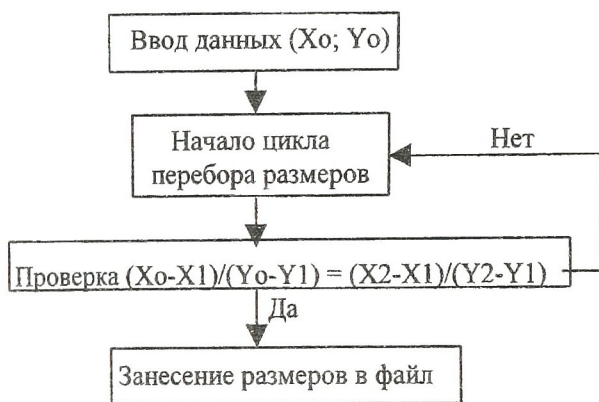 Ввод данных (Xo; Yo)
Начало цикла
перебора размеров
Нет
Проверка (Xo-X1)/(Yo-Y1) = (X2-X1)/(Y2-Y1)
Да
Занесение размеров в файл